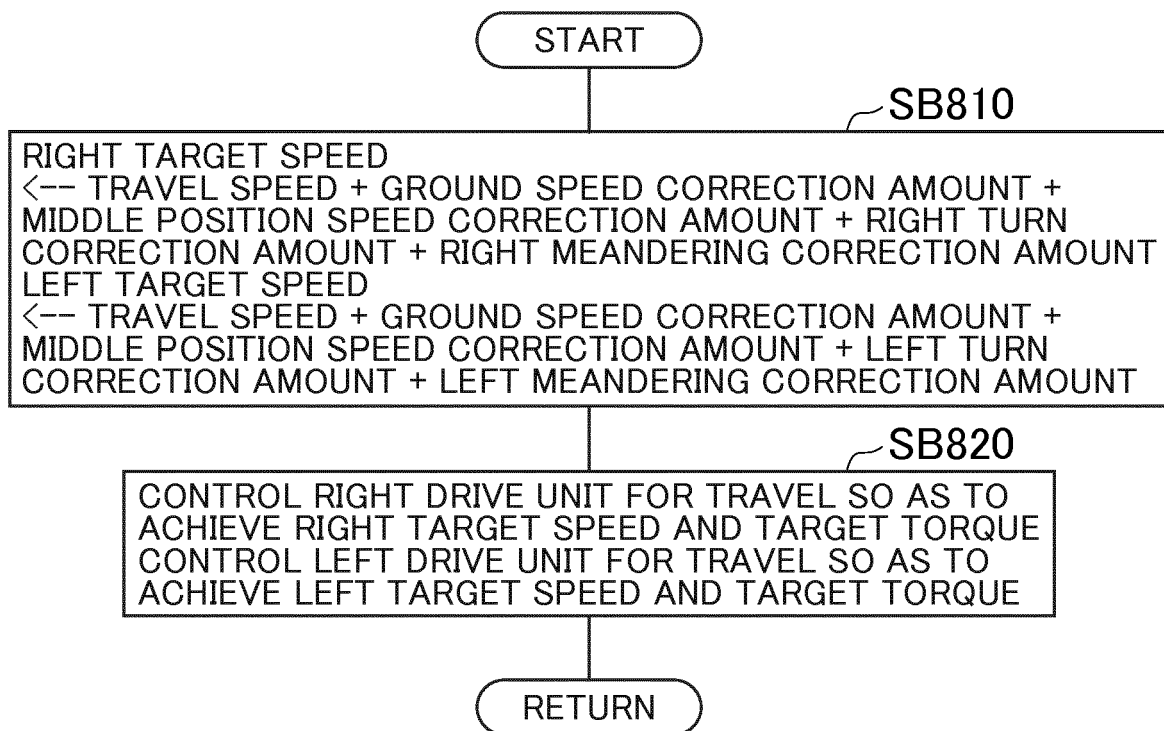 START
SB810
RIGHT TARGET SPEED
<-- TRAVEL SPEED + GROUND SPEED CORRECTION AMOUNT +
MIDDLE POSITION SPEED CORRECTION AMOUNT + RIGHT TURN
CORRECTION AMOUNT + RIGHT MEANDERING CORRECTION AMOUNT
LEFT TARGET SPEED
<-- TRAVEL SPEED + GROUND SPEED CORRECTION AMOUNT +
MIDDLE POSITION SPEED CORRECTION AMOUNT + LEFT TURN
CORRECTION AMOUNT + LEFT MEANDERING CORRECTION AMOUNT
SB820
CONTROL RIGHT DRIVE UNIT FOR TRAVEL SO AS TO
ACHIEVE RIGHT TARGET SPEED AND TARGET TORQUE
CONTROL LEFT DRIVE UNIT FOR TRAVEL SO AS TO
ACHIEVE LEFT TARGET SPEED AND TARGET TORQUE
RETURN